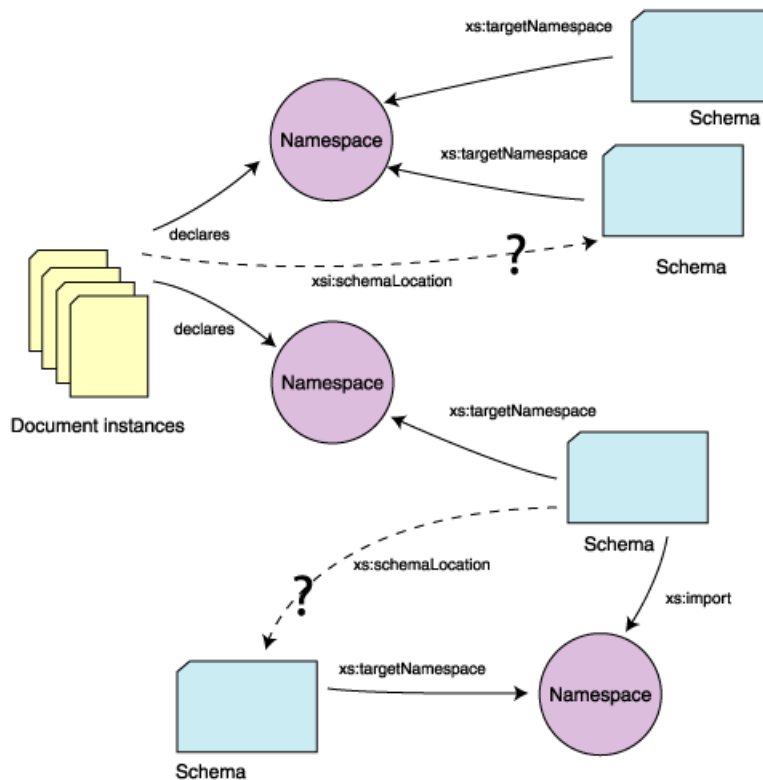 xs:targetNamespace
Schema
Namespace
xs:targetNamespace
declares
?
xsi:schemaLocation
Schema
declares
Namespace
Document instances
xs:targetNamespace
Schema
xs:schemaLocation
?
xs:import
xs:targetNamespace
Namespace
Schema